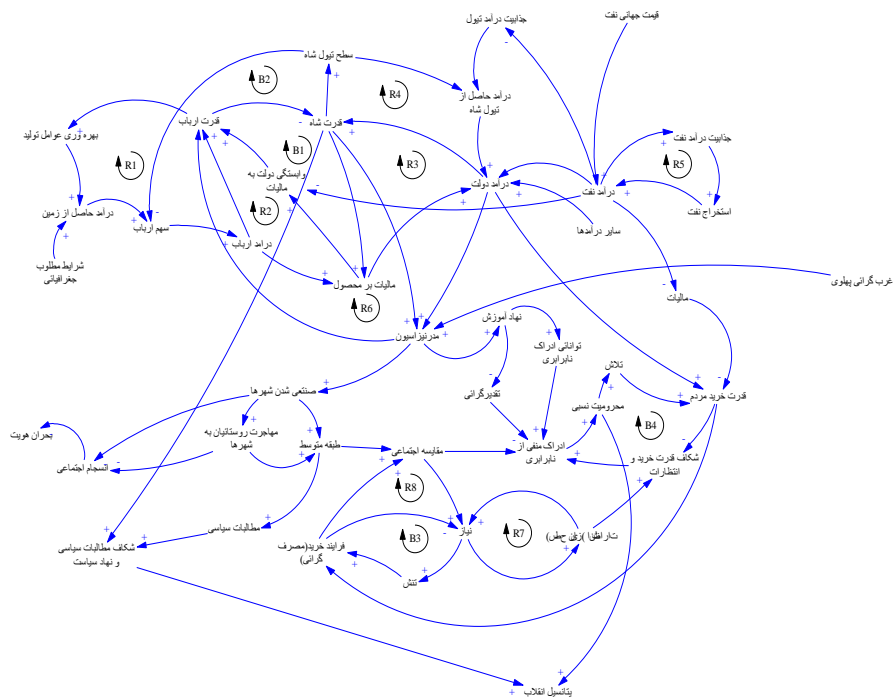 قیمت جهانی نفت
جذابیت درآمد تیول
سطح تیول شاه
درآمد حاصل از
تیول شاه
B2
R4
قدرت ارباب
قدرت شاه
بهره وری عوامل تولید
جذابیت درآمد نفت
R1
B1
R3
R5
وابستگی دولت به
مالیات
درآمد دولت
درآمد نفت
استخراج نفت
درآمد حاصل از زمین
سهم ارباب
R2
درامد ارباب
سایر درآمدها
شرایط مطلوب
جغرافیائی
مالیات بر محصول
غرب گرائی پهلوی
مالیات
R6
مدرنیزاسیون
نهاد آموزش
توانائی ادراک
نابرابری
تلاش
صنعتی شدن شهرها
تقدیرگرائی
محرومیت نسبی
قدرت خرید مردم
B4
بحران هویت
مهاجرت روستائیان به
شهرها
طبقه متوسط
مقایسه اجتماعی
ادراک منفی از
نابرابری
شکاف قدرت خرید و
انتظارات
انسجام اجتماعی
R8
مطالبات سیاسی
نیاز
R7
B3
فرایند خرید(مصرف
گرائی)
شکاف مطالبات سیاسی
و نهاد سیاست
تنش
پتانسیل انقلاب